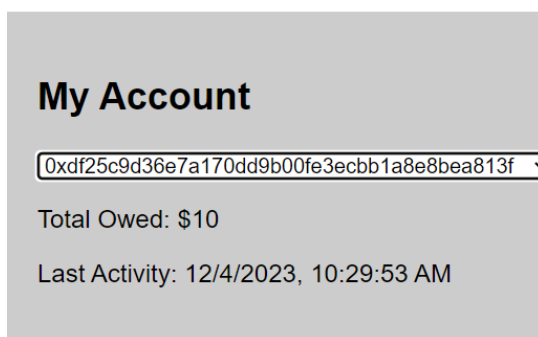 My Account
0xdf25c9d36e7a170dd9b00fe3ecbb1a8e8bea813f
Total Owed: $10
Last Activity: 12/4/2023, 10:29:53 AM